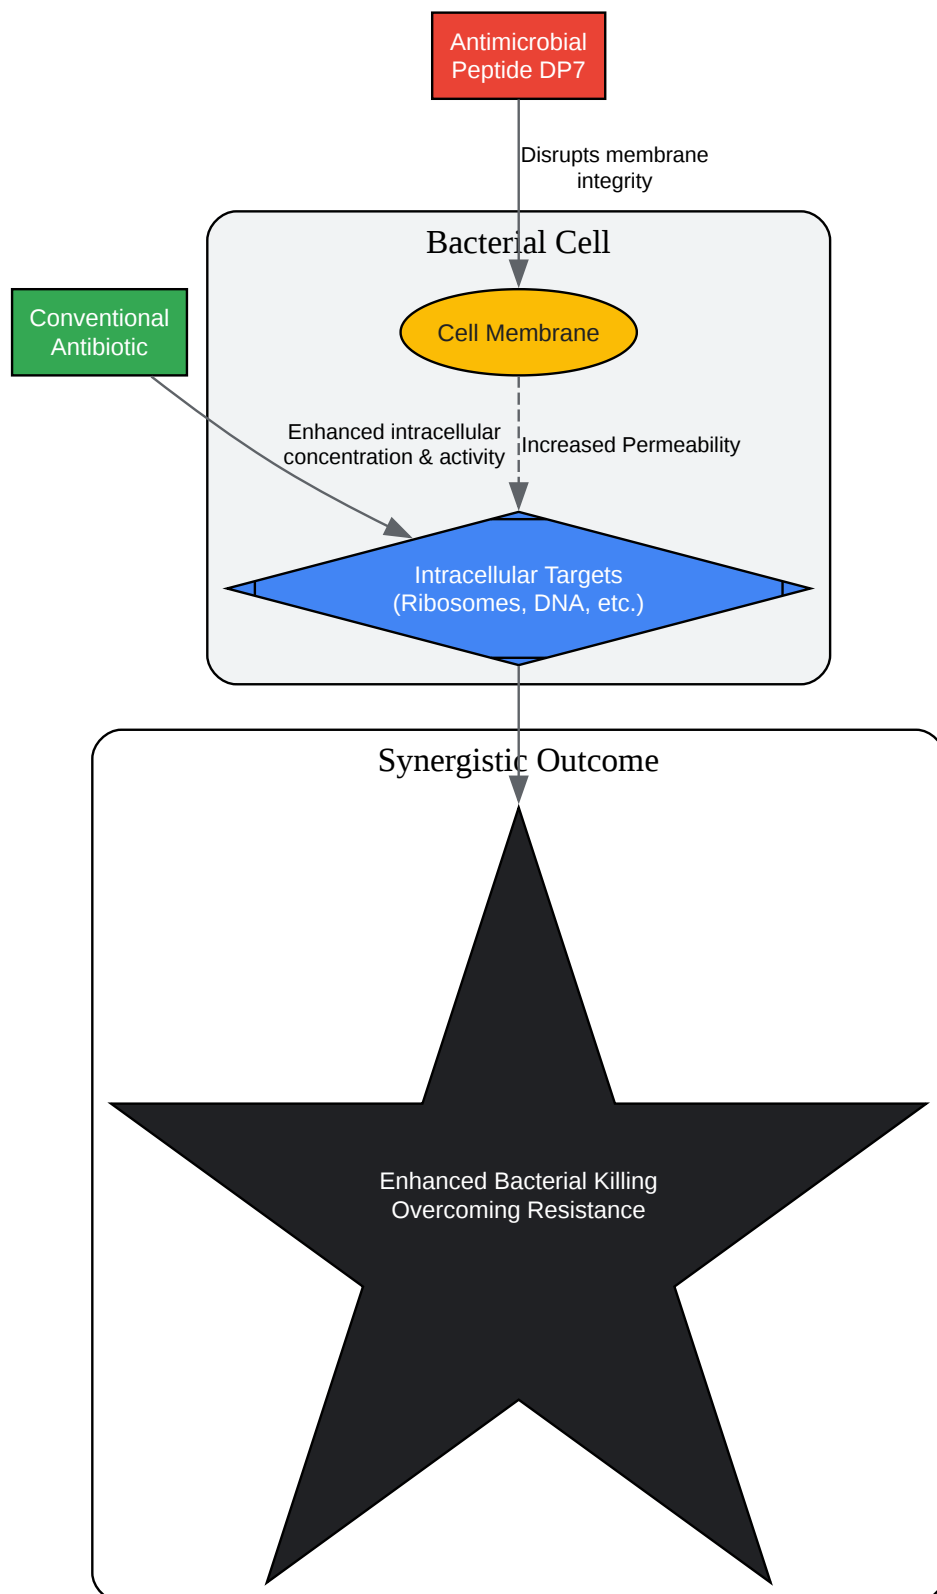 Antimicrobial
Peptide DP7
Disrupts membrane
integrity
Bacterial Cell
Conventional
Antibiotic
Cell Membrane
Enhanced intracellular
concentration & activity
Increased Permeability
Intracellular Targets
(Ribosomes, DNA, etc.)
Synergistic Outcome
Enhanced Bacterial Killing
Overcoming Resistance